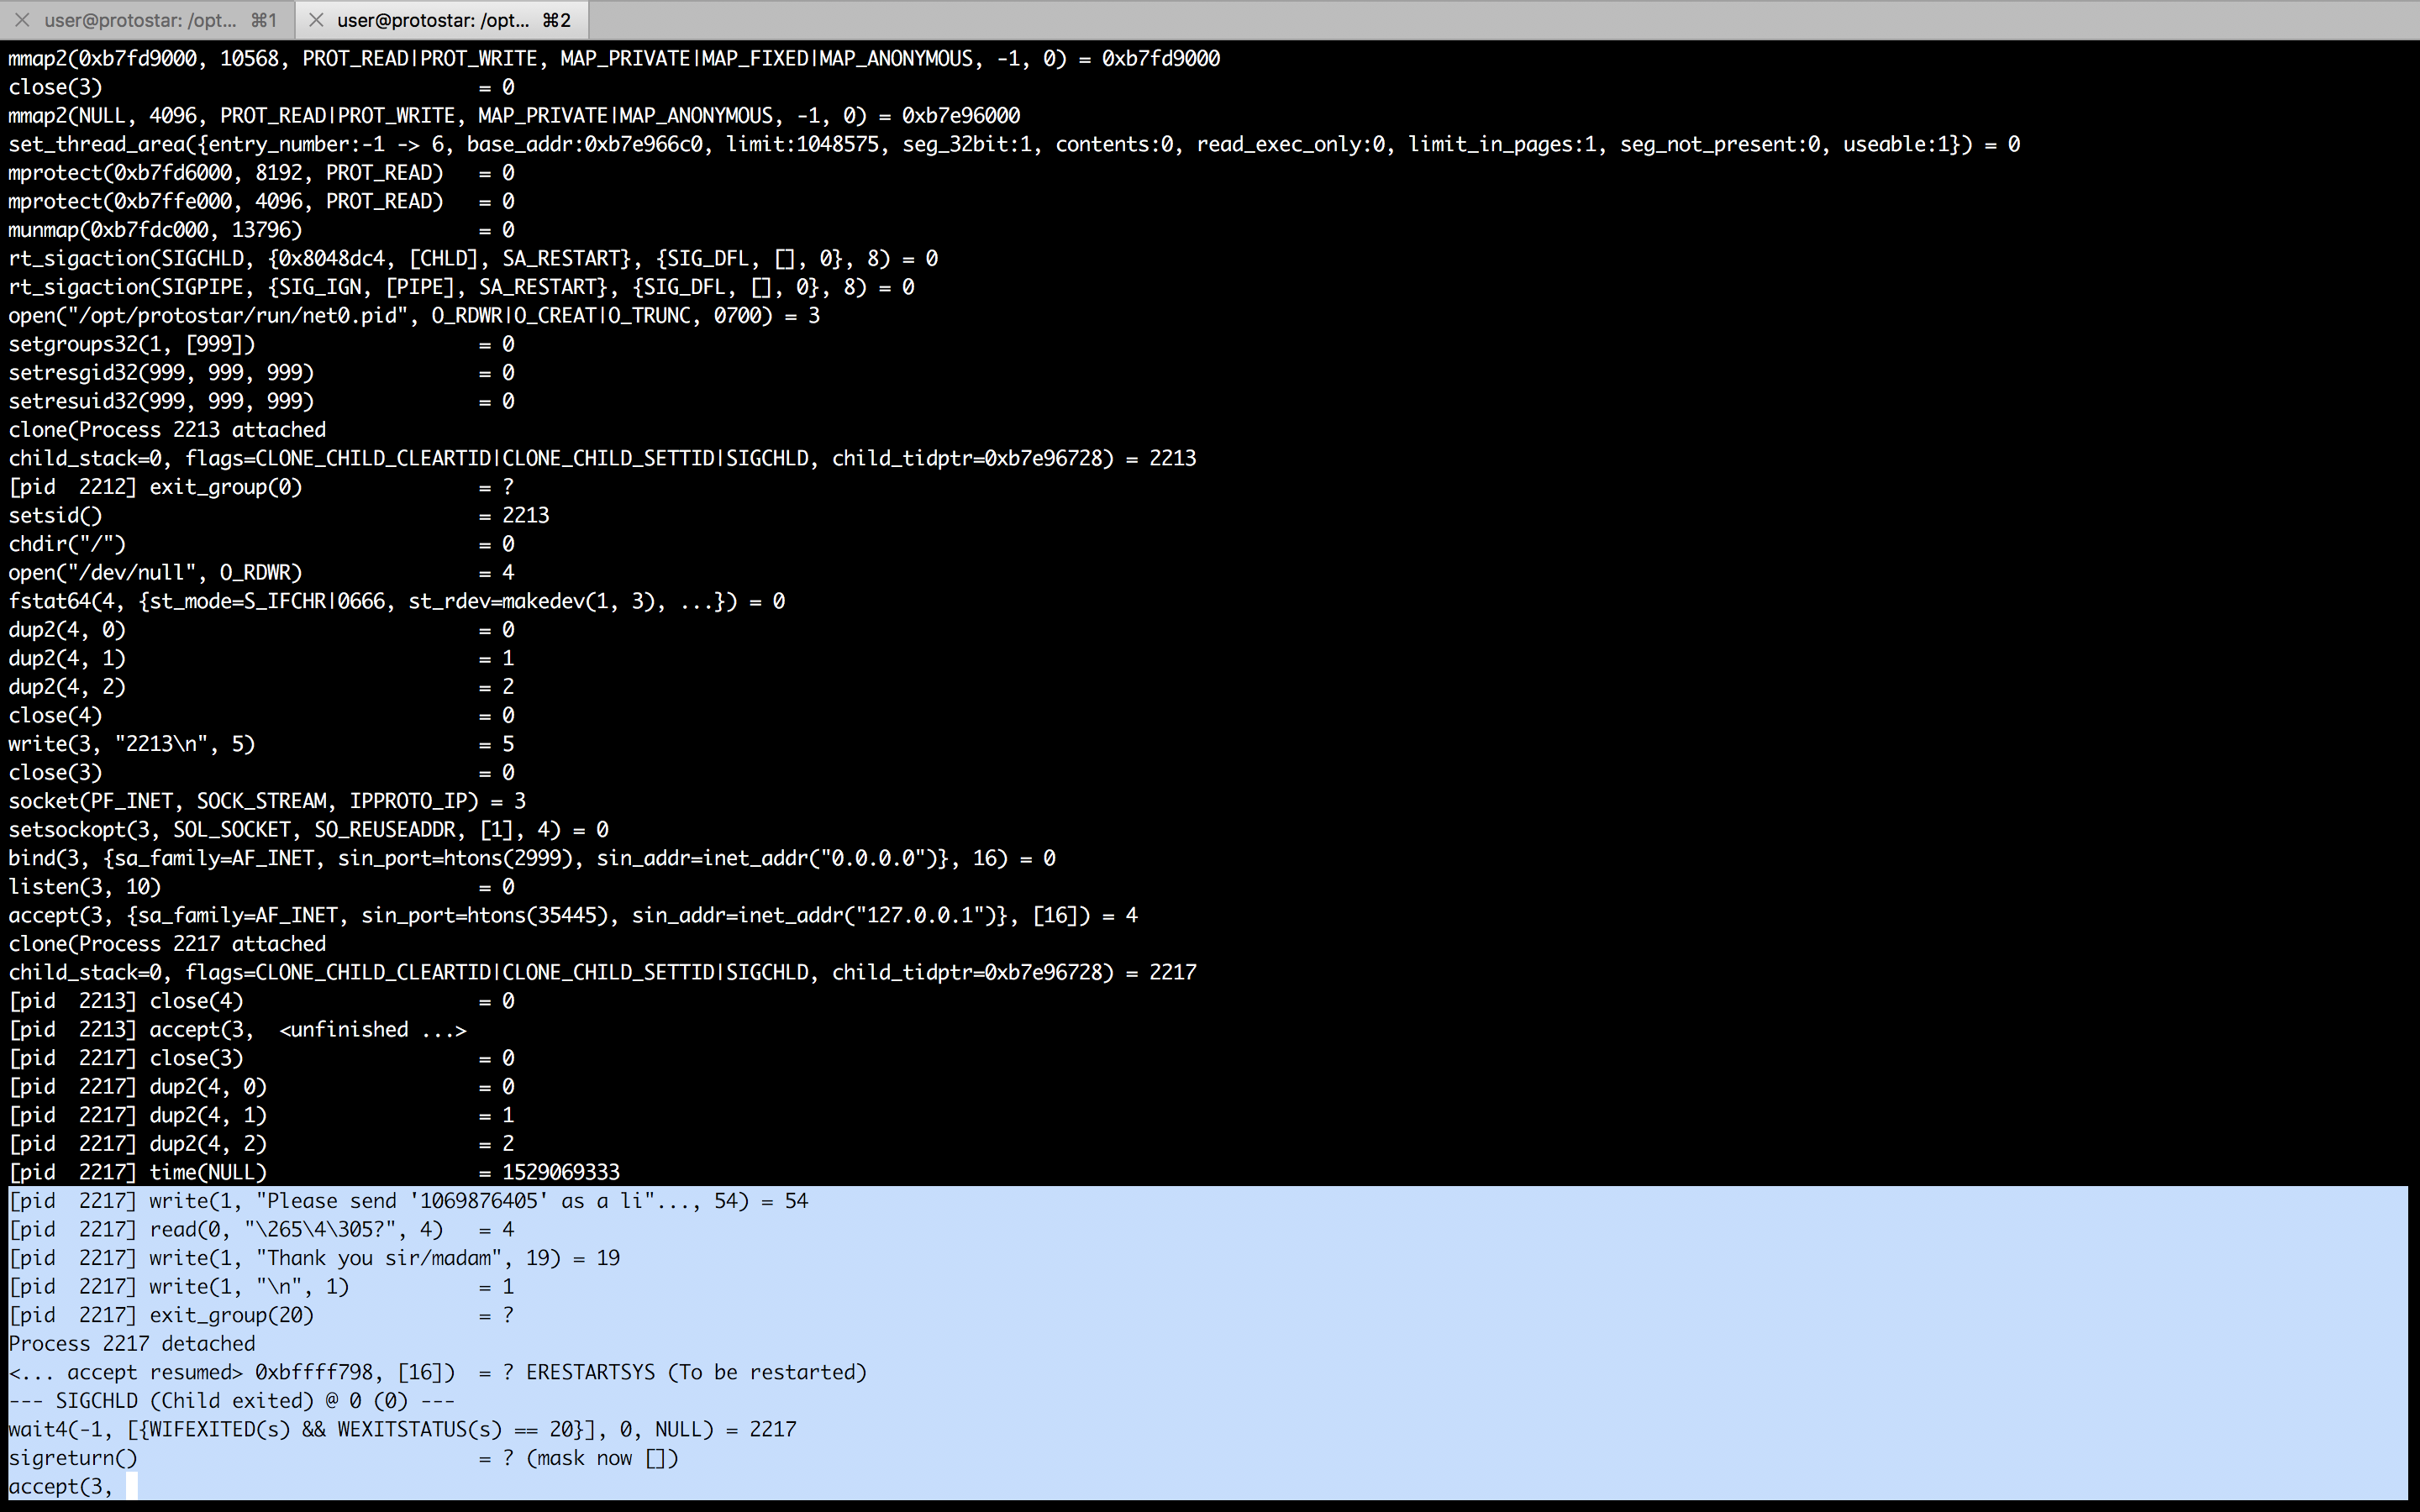 user@protostar: /opt... ⌘1 user@protostar: /opt... ⌘2
mmap2(0xb7fd9000, 10568, PROT_READ|PROT_WRITE, MAP_PRIVATE|MAP_FIXED|MAP_ANONYMOUS, -1, 0) = 0xb7fd9000
close(3) = 0
mmap2(NULL, 4096, PROT_READ|PROT_WRITE, MAP_PRIVATE|MAP_ANONYMOUS, -1, 0) = 0xb7e96000
set_thread_area({entry_number:-1 -> 6, base_addr:0xb7e966c0, limit:1048575, seg_32bit:1, contents:0, read_exec_only:0, limit_in_pages:1, seg_not_present:0, useable:1}) = 0
mprotect(0xb7fd6000, 8192, PROT_READ) = 0
mprotect(0xb7ffe000, 4096, PROT_READ) = 0
munmap(0xb7fdc000, 13796) = 0
rt_sigaction(SIGCHLD, {0x8048dc4, [CHLD], SA_RESTART}, {SIG_DFL, [], 0}, 8) = 0
rt_sigaction(SIGPIPE, {SIG_IGN, [PIPE], SA_RESTART}, {SIG_DFL, [], 0}, 8) = 0
open("/opt/protostar/run/net0.pid", O_RDWR|O_CREAT|O_TRUNC, 0700) = 3
setgroups32(1, [999]) = 0
setresgid32(999, 999, 999) = 0
setresuid32(999, 999, 999) = 0
clone(Process 2213 attached
child_stack=0, flags=CLONE_CHILD_CLEARTID|CLONE_CHILD_SETTID|SIGCHLD, child_tidptr=0xb7e96728) = 2213
[pid  2212] exit_group(0) = ?
setsid() = 2213
chdir("/") = 0
open("/dev/null", O_RDWR) = 4
fstat64(4, {st_mode=S_IFCHR|0666, st_rdev=makedev(1, 3), ...}) = 0
dup2(4, 0) = 0
dup2(4, 1) = 1
dup2(4, 2) = 2
close(4) = 0
write(3, "2213\n", 5) = 5
close(3) = 0
socket(PF_INET, SOCK_STREAM, IPPROTO_IP) = 3
setsockopt(3, SOL_SOCKET, SO_REUSEADDR, [1], 4) = 0
bind(3, {sa_family=AF_INET, sin_port=htons(2999), sin_addr=inet_addr("0.0.0.0")}, 16) = 0
listen(3, 10) = 0
accept(3, {sa_family=AF_INET, sin_port=htons(35445), sin_addr=inet_addr("127.0.0.1")}, [16]) = 4
clone(Process 2217 attached
child_stack=0, flags=CLONE_CHILD_CLEARTID|CLONE_CHILD_SETTID|SIGCHLD, child_tidptr=0xb7e96728) = 2217
[pid  2213] close(4) = 0
[pid  2213] accept(3,  <unfinished ...>
[pid  2217] close(3) = 0
[pid  2217] dup2(4, 0) = 0
[pid  2217] dup2(4, 1) = 1
[pid  2217] dup2(4, 2) = 2
[pid  2217] time(NULL) = 1529069333
[pid  2217] write(1, "Please send '1069876405' as a li"..., 54) = 54
[pid  2217] read(0, "\265\4\305?", 4) = 4
[pid  2217] write(1, "Thank you sir/madam", 19) = 19
[pid  2217] write(1, "\n", 1) = 1
[pid  2217] exit_group(20) = ?
Process 2217 detached
<... accept resumed> 0xbffff798, [16]) = ? ERESTARTSYS (To be restarted)
--- SIGCHLD (Child exited) @ 0 (0) ---
wait4(-1, [{WIFEXITED(s) && WEXITSTATUS(s) == 20}], 0, NULL) = 2217
sigreturn() = ? (mask now [])
accept(3,